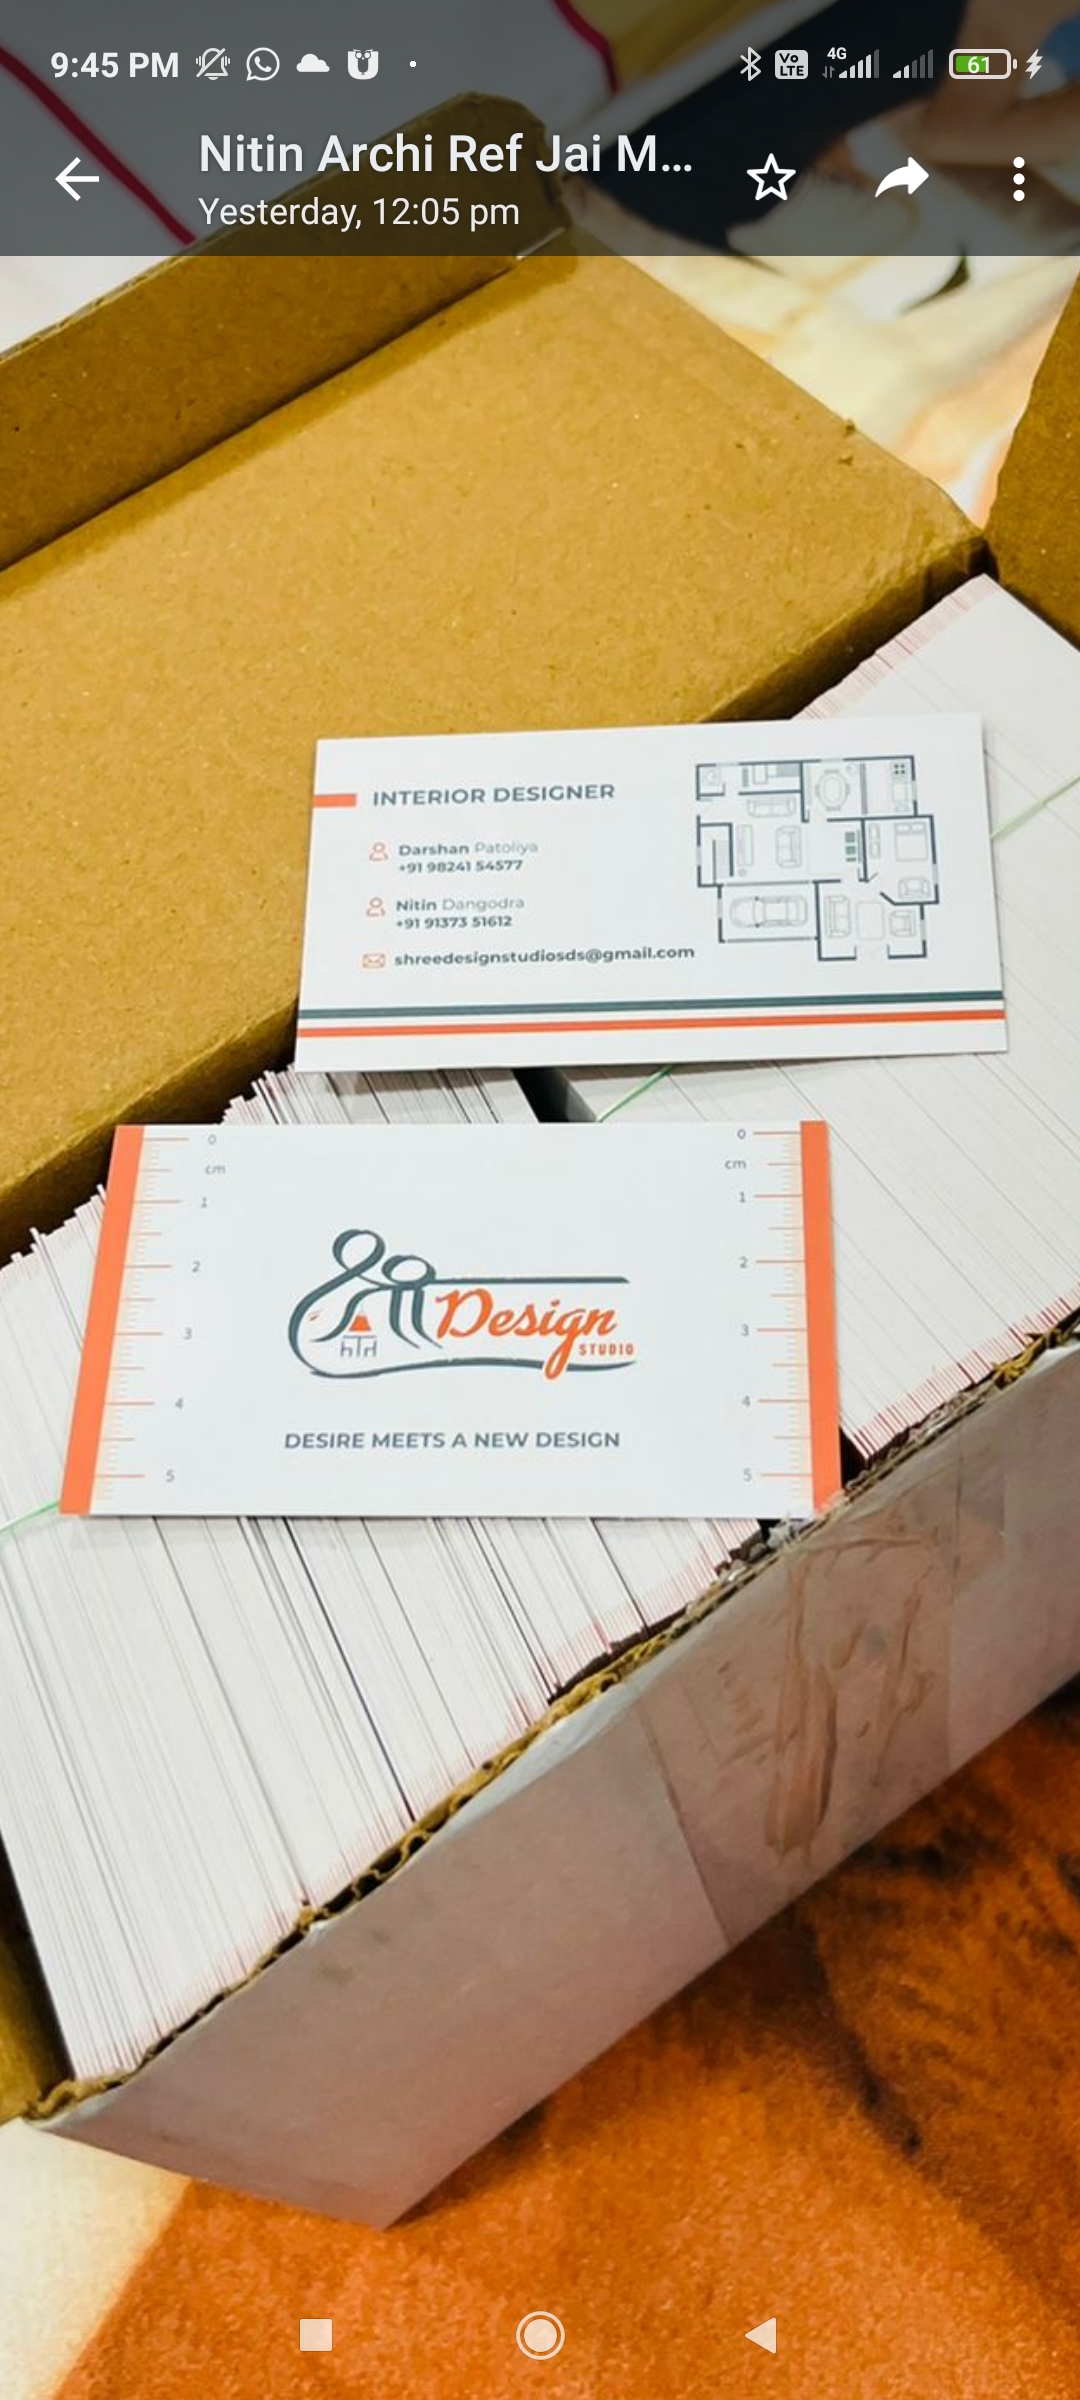 9:45 PM
Vo LTE
4G
61
Nitin Archi Ref Jai M...
Yesterday, 12:05 pm
INTERIOR DESIGNER
Darshan Patoliya
+91 98241 54577
Nitin Dangodra
+91 91373 51612
shreedesignstudiosds@gmail.com
0
cm
1
2
3
4
5
0
cm
1
2
3
4
5
श्री Design
STUDIO
DESIRE MEETS A NEW DESIGN